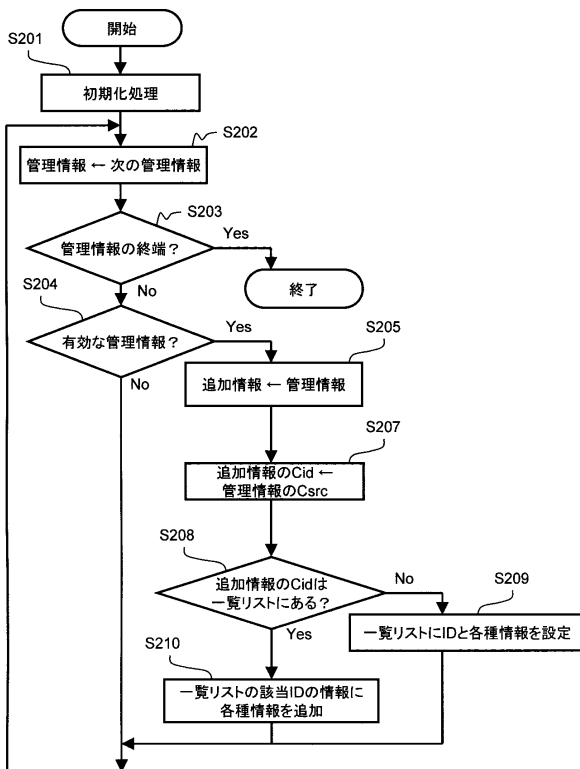 開始
S201
初期化処理
S202
管理情報 ← 次の管理情報
S203
管理情報の終端？
Yes
終了
No
S204
有効な管理情報？
Yes
No
S205
追加情報 ← 管理情報
S207
追加情報のCid ←
管理情報のCsrc
S208
追加情報のCidは
一覧リストにある？
No
Yes
S209
一覧リストにIDと各種情報を設定
S210
一覧リストの該当IDの情報に
各種情報を追加